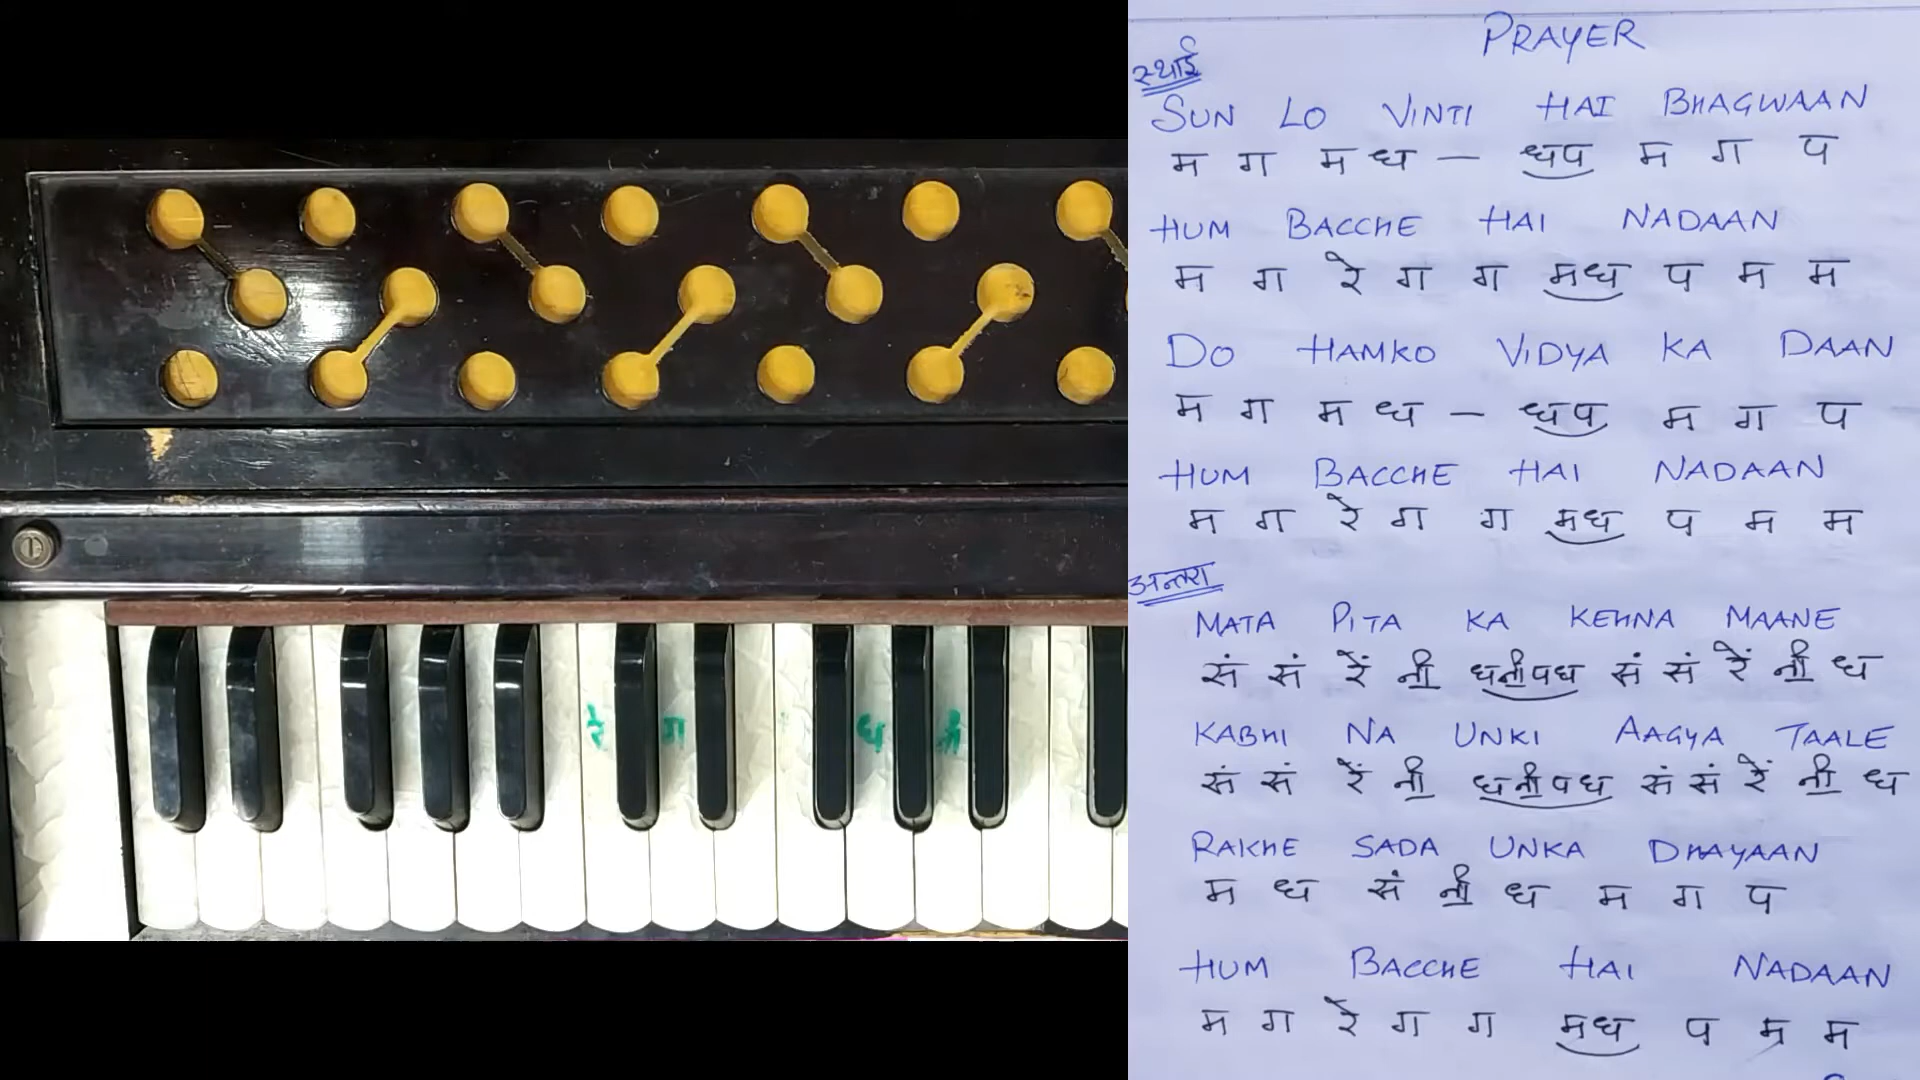 रे ग ध नी
PRAYER
स्थाई
SUN LO VINTI HAI BHAGWAAN
म ग म ध — धप म ग प
HUM BACCHE HAI NADAAN
म ग रे ग ग मध प म म
DO HAMKO VIDYA KA DAAN
म ग म ध — धप म ग प
HUM BACCHE HAI NADAAN
म ग रे ग ग मध प म म
अन्तरा
MATA PITA KA KEHNA MAANE
सं सं रें नी॒ धनी॒पध सं सं रें नी॒ ध
KABHI NA UNKI AAGYA TAALE
सं सं रें नी॒ धनी॒पध सं सं रें नी॒ ध
RAKHE SADA UNKA DHAYAAN
म ध सं नी॒ ध म ग प
HUM BACCHE HAI NADAAN
म ग रे ग ग मध प म म